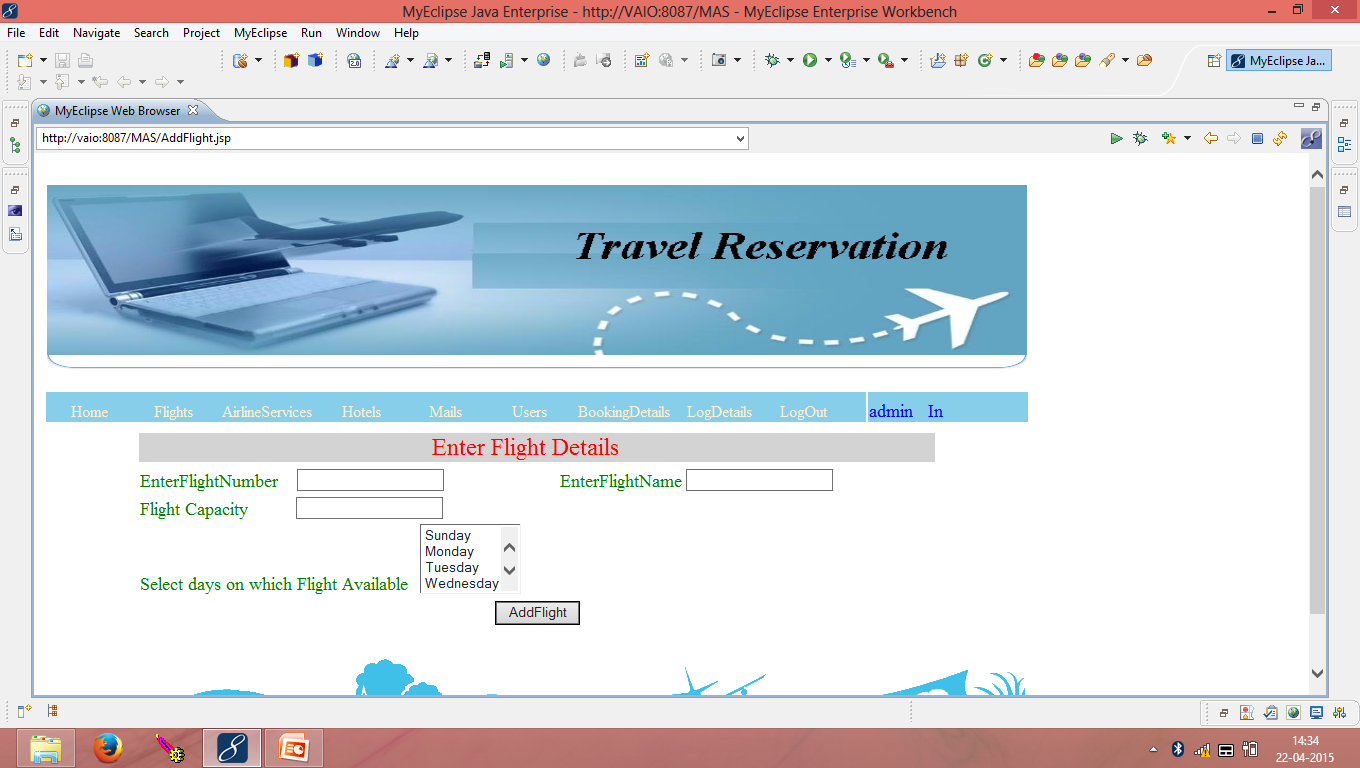 MyEclipse Java Enterprise - http://VAIO:8087/MAS - MyEclipse Enterprise Workbench
File Edit Navigate Search Project MyEclipse Run Window Help
2.0
MyEclipse Ja...
MyEclipse Web Browser
http://vaio:8087/MAS/AddFlight.jsp
Travel Reservation
Home Flights AirlineServices Hotels Mails Users BookingDetails LogDetails LogOut admin In
Enter Flight Details
EnterFlightNumber EnterFlightName
Flight Capacity
Sunday
Monday
Tuesday
Select days on which Flight Available Wednesday
AddFlight
14:34
22-04-2015